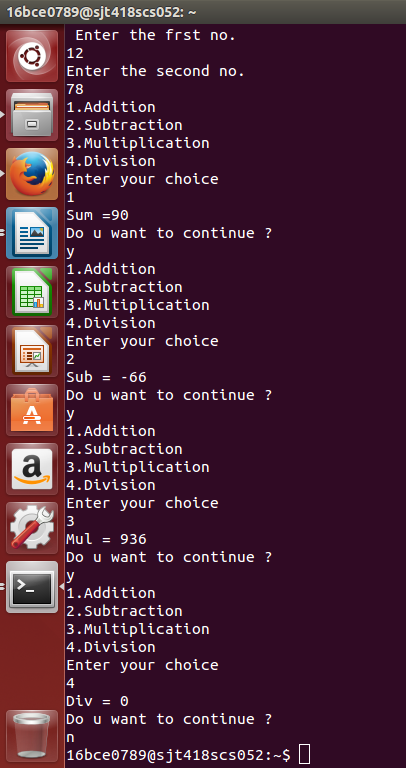 16bce0789@sjt418scs052: ~
Enter the frst no.
12
Enter the second no.
78
1.Addition
2.Subtraction
3.Multiplication
4.Division
Enter your choice
1
Sum =90
Do u want to continue ?
y
1.Addition
2.Subtraction
3.Multiplication
4.Division
Enter your choice
2
Sub = -66
Do u want to continue ?
y
1.Addition
2.Subtraction
3.Multiplication
4.Division
Enter your choice
3
Mul = 936
Do u want to continue ?
y
1.Addition
2.Subtraction
3.Multiplication
4.Division
Enter your choice
4
Div = 0
Do u want to continue ?
n
16bce0789@sjt418scs052:~$